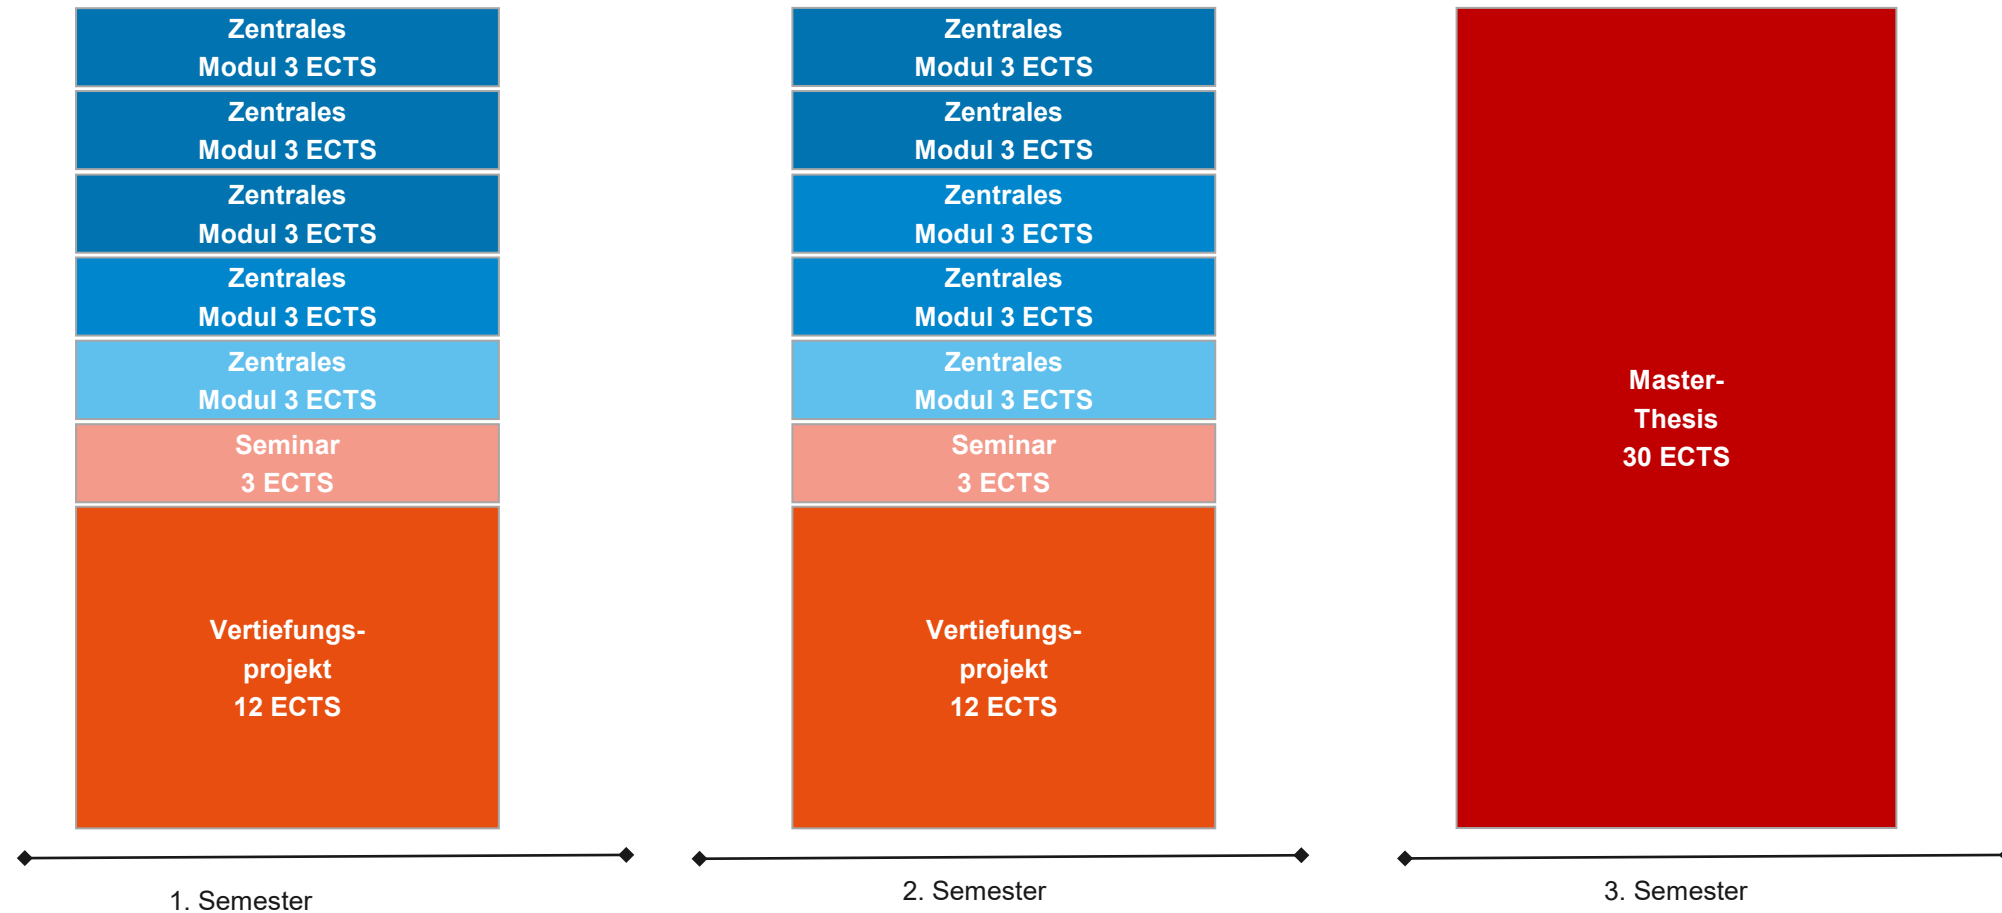 Zentrales
Modul 3 ECTS
Zentrales
Modul 3 ECTS
Zentrales
Modul 3 ECTS
Zentrales
Modul 3 ECTS
Zentrales
Modul 3 ECTS
Seminar
3 ECTS
Vertiefungs-
projekt
12 ECTS
1. Semester
Zentrales
Modul 3 ECTS
Zentrales
Modul 3 ECTS
Zentrales
Modul 3 ECTS
Zentrales
Modul 3 ECTS
Zentrales
Modul 3 ECTS
Seminar
3 ECTS
Vertiefungs-
projekt
12 ECTS
2. Semester
Master-
Thesis
30 ECTS
3. Semester